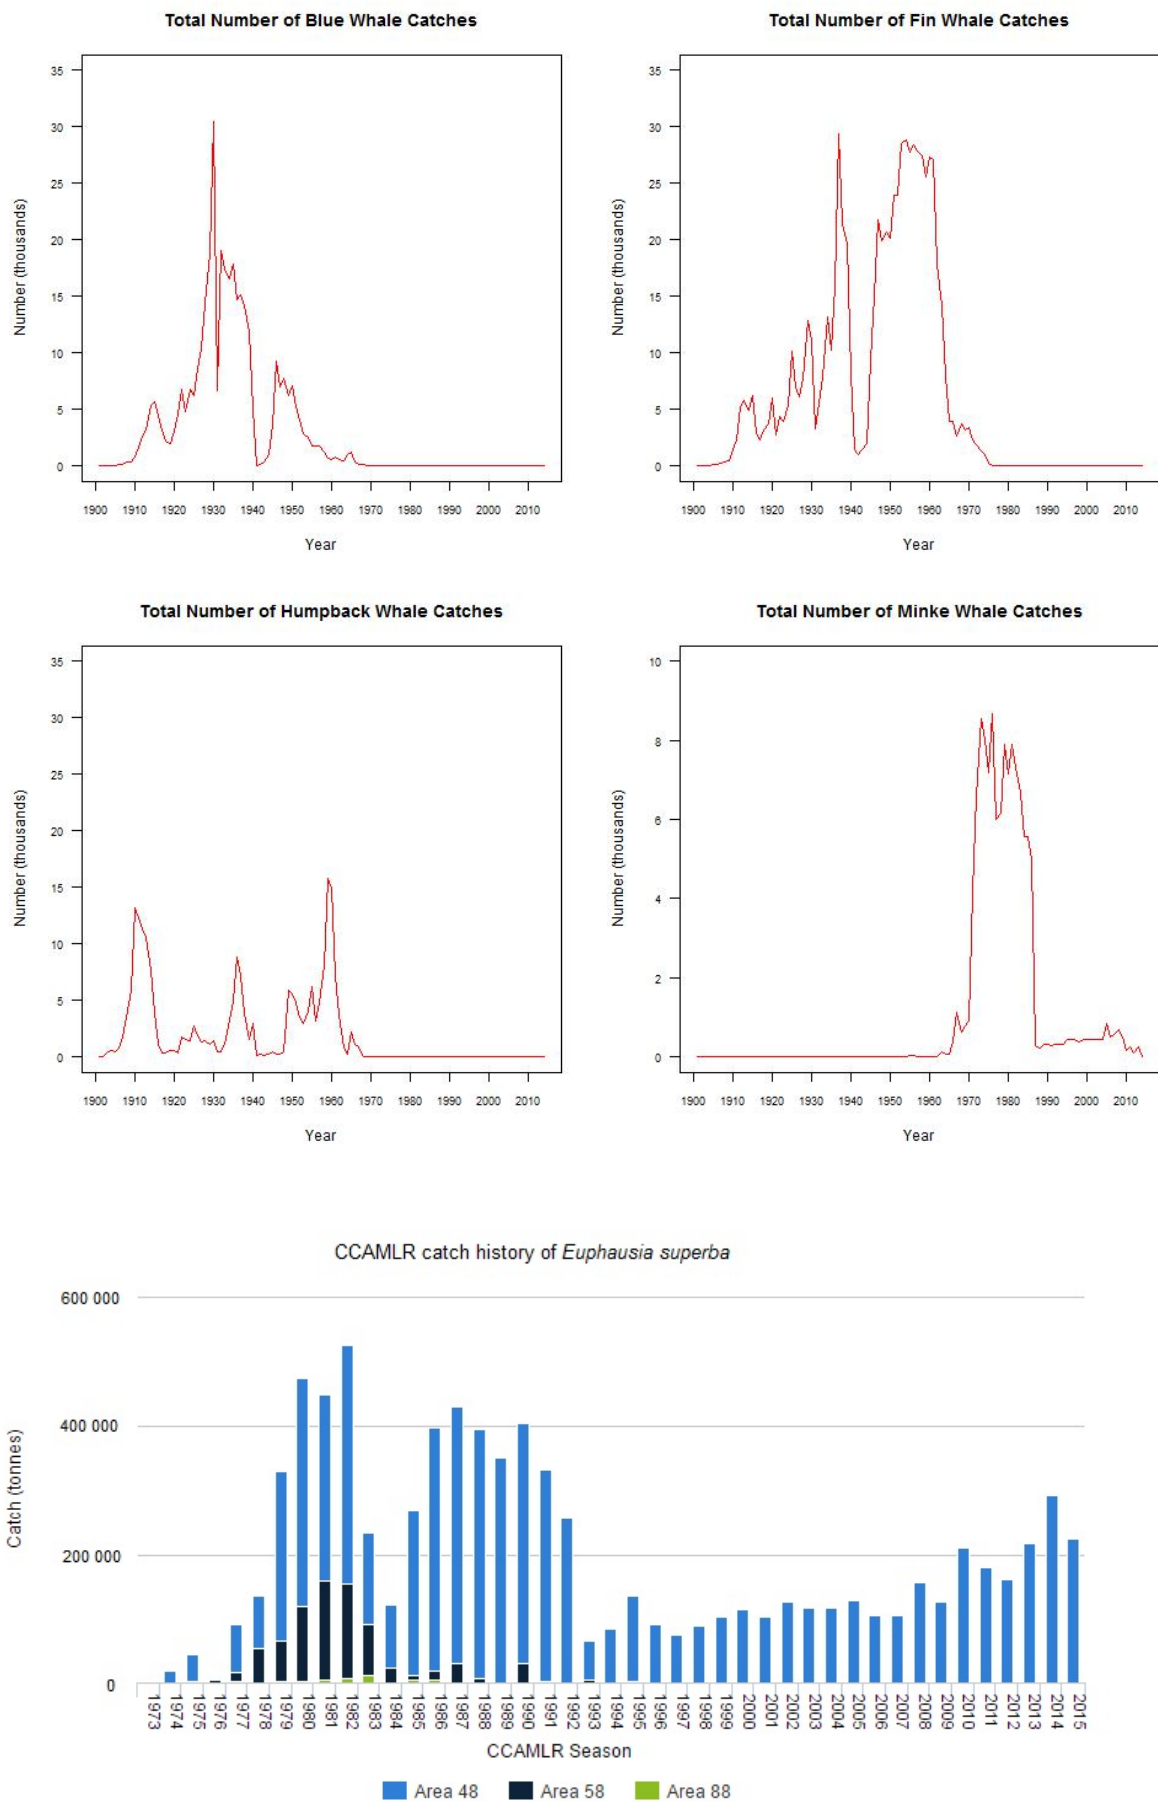 Total Number of Blue Whale Catches
Number (thousands)
35
30
25
20
15
10
5
0
1900 1910 1920 1930 1940 1950 1960 1970 1980 1990 2000 2010
Year
Total Number of Fin Whale Catches
Number (thousands)
35
30
25
20
15
10
5
0
1900 1910 1920 1930 1940 1950 1960 1970 1980 1990 2000 2010
Year
Total Number of Humpback Whale Catches
Number (thousands)
35
30
25
20
15
10
5
0
1900 1910 1920 1930 1940 1950 1960 1970 1980 1990 2000 2010
Year
Total Number of Minke Whale Catches
Number (thousands)
10
8
6
4
2
0
1900 1910 1920 1930 1940 1950 1960 1970 1980 1990 2000 2010
Year
CCAMLR catch history of Euphausia superba
Catch (tonnes)
600 000
400 000
200 000
0
1973 1974 1975 1976 1977 1978 1979 1980 1981 1982 1983 1984 1985 1986 1987 1988 1989 1990 1991 1992 1993 1994 1995 1996 1997 1998 1999 2000 2001 2002 2003 2004 2005 2006 2007 2008 2009 2010 2011 2012 2013 2014 2015
CCAMLR Season
Area 48 Area 58 Area 88